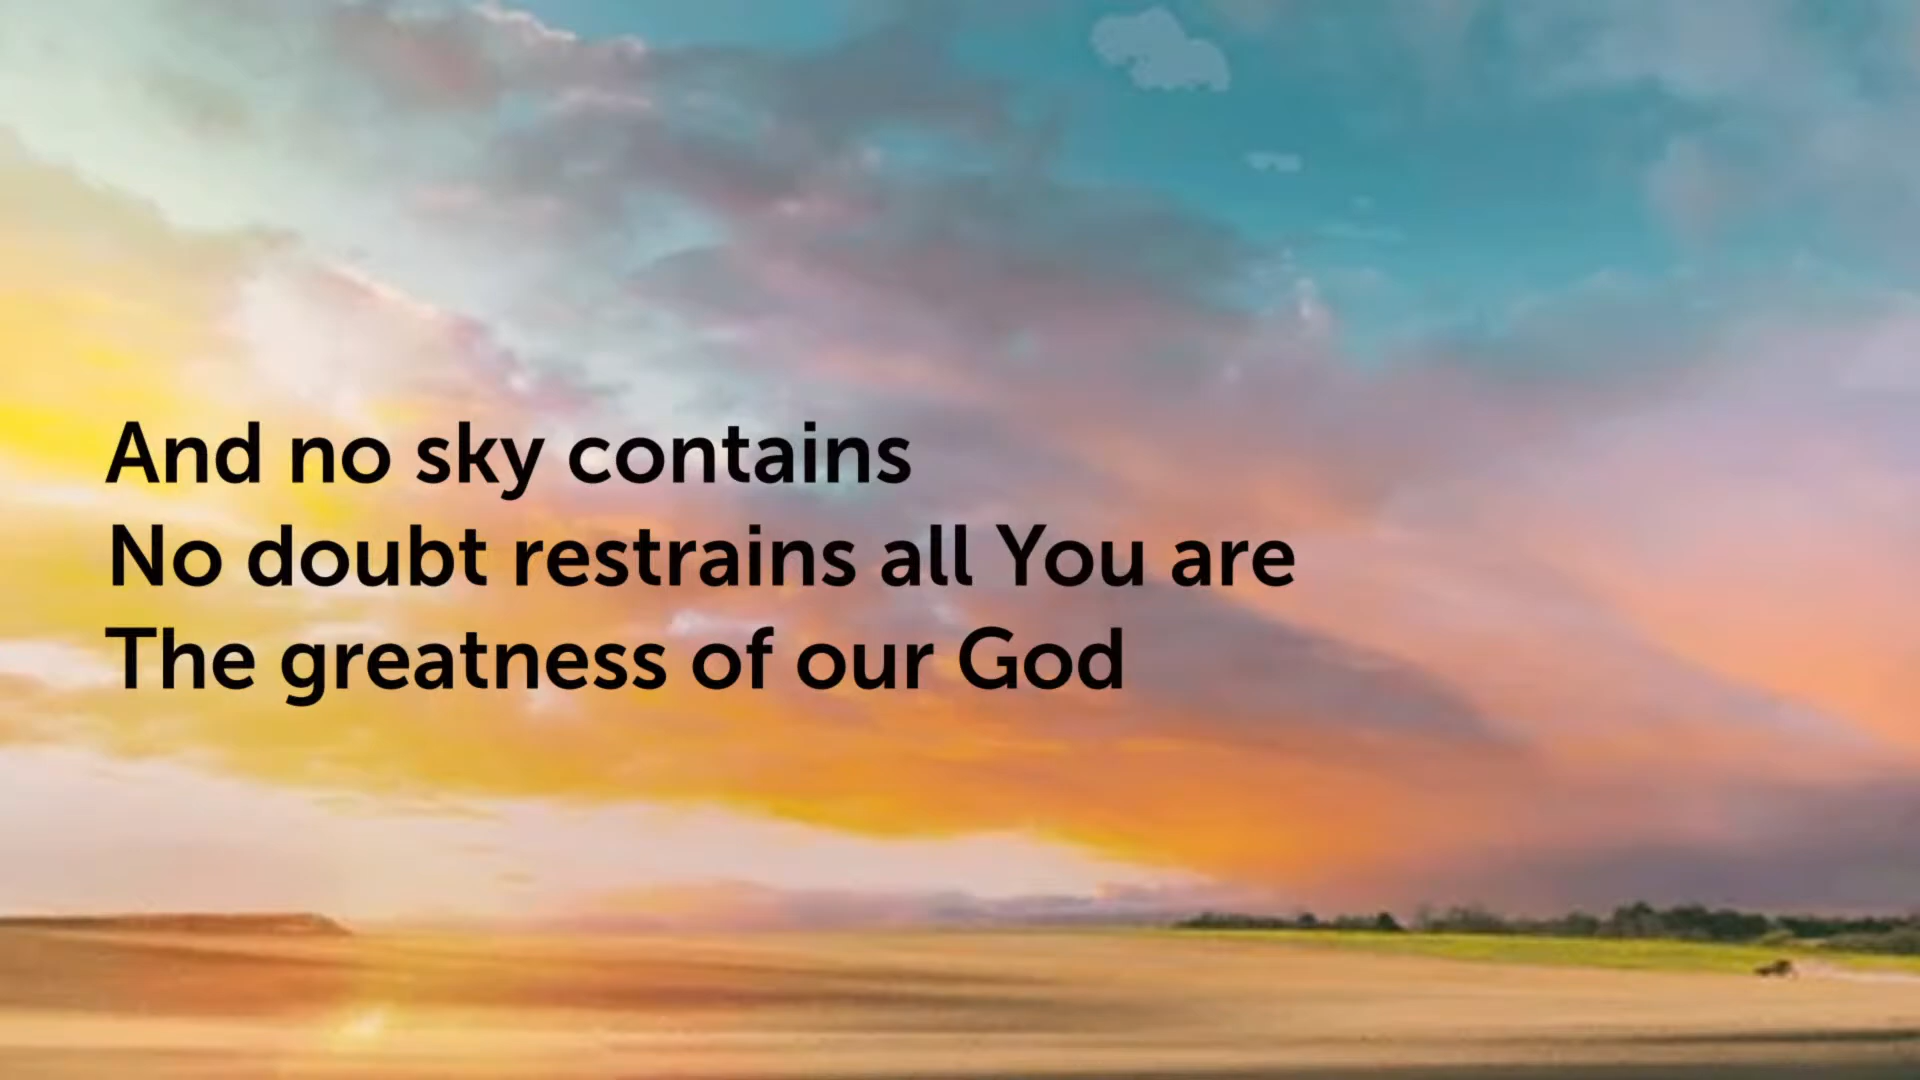 And no sky contains
No doubt restrains all You are
The greatness of our God